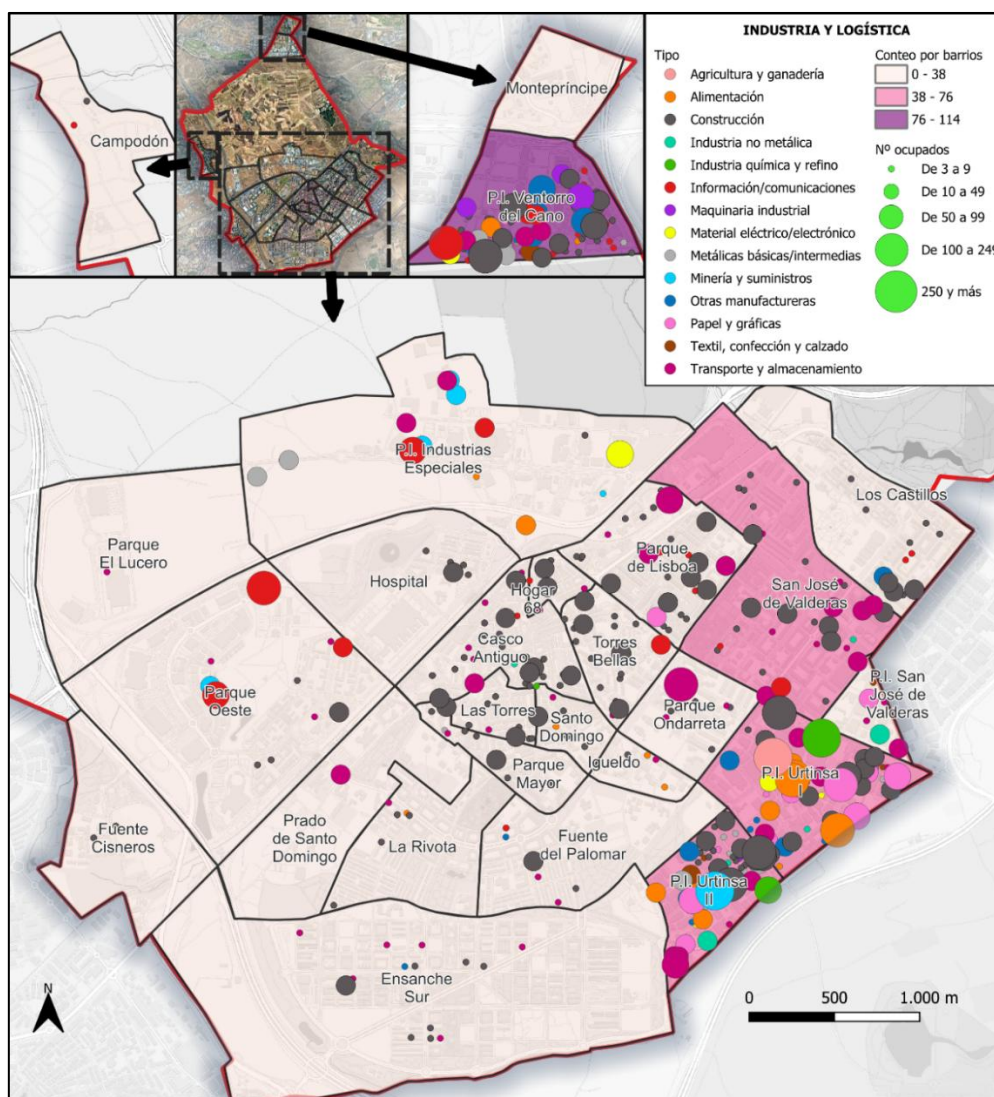 Campodón
Montepríncipe
P.I. Ventorro
del Cano
INDUSTRIA Y LOGÍSTICA
Tipo
Agricultura y ganadería
Alimentación
Construcción
Industria no metálica
Industria química y refino
Información/comunicaciones
Maquinaria industrial
Material eléctrico/electrónico
Metálicas básicas/intermedias
Minería y suministros
Otras manufactureras
Papel y gráficas
Textil, confección y calzado
Transporte y almacenamiento
Conteo por barrios
0 - 38
38 - 76
76 - 114
Nº ocupados
De 3 a 9
De 10 a 49
De 50 a 99
De 100 a 249
250 y más
P.I. Industrias
Especiales
Los Castillos
Parque
El Lucero
Hospital
Parque
de Lisboa
Hogar
68
San José
de Valderas
Casco
Antiguo
Torres
Bellas
P.I. San
José de
Valderas
Parque
Oeste
Las Torres
Santo
Domingo
Parque
Ondarreta
Igueldo
Parque
Mayor
P.I. Urtinsa
I
Fuente
Cisneros
Prado
de Santo
Domingo
La Rivota
Fuente
del Palomar
P.I. Urtinsa
II
Ensanche
Sur
N
0 500 1.000 m